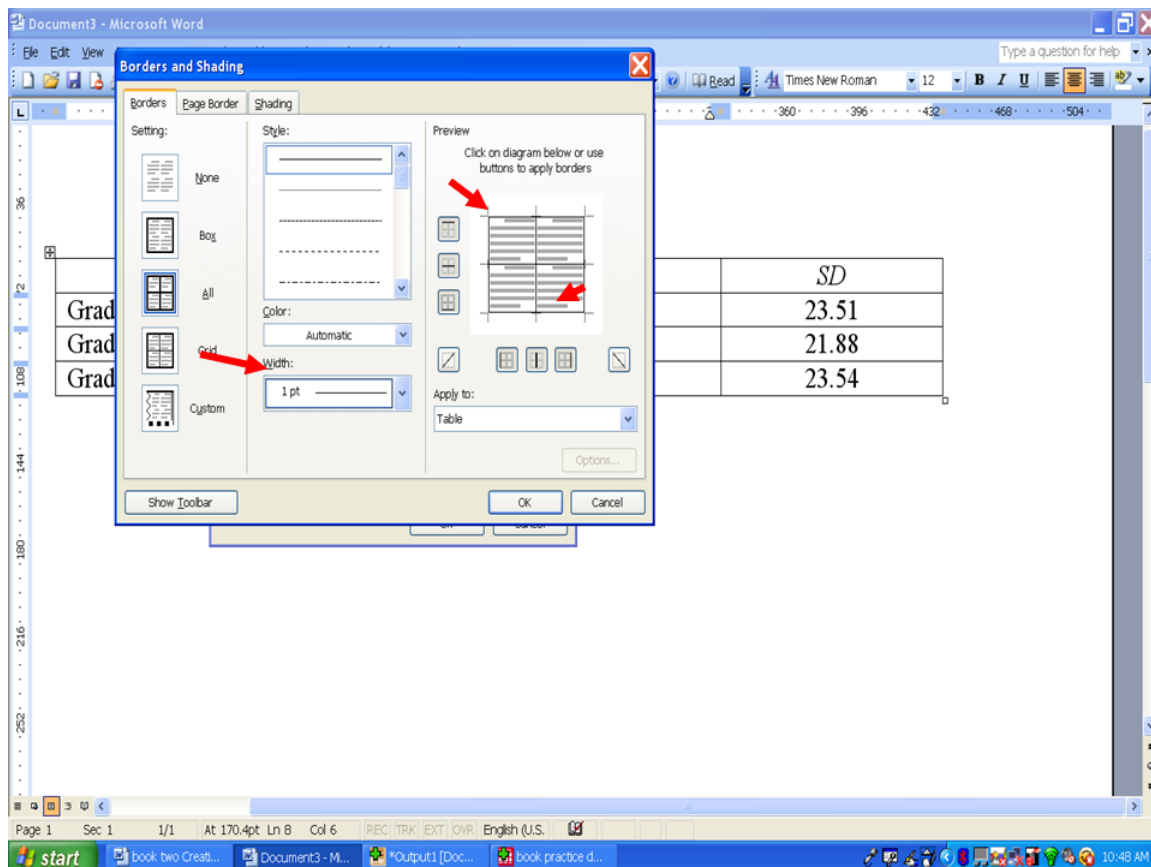 Document3 - Microsoft Word
File Edit View
Type a question for help
Read Times New Roman 12 B I U
L 360 396 432 468 504
Borders and Shading
Borders Page Border Shading
Setting:
None
Box
All
Grid
Custom
Style:
Color:
Automatic
Width:
1 pt
Preview
Click on diagram below or use
buttons to apply borders
Apply to:
Table
Options...
Show Toolbar OK Cancel
SD
Grad 23.51
Grad 21.88
Grad 23.54
36
108
144
180
216
252
Page 1 Sec 1 1/1 At 170.4pt Ln 8 Col 6 REC TRK EXT OVR English (U.S.
start book two Creati... Document3 - Mi... *Output1 [Doc... book practice d... 10:48 AM